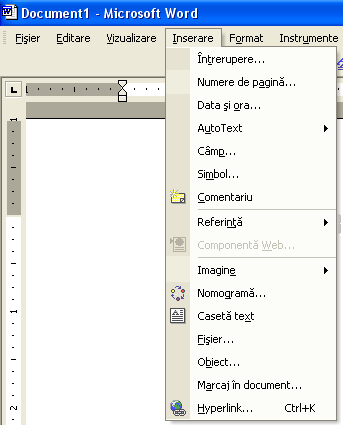 Document1 - Microsoft Word
Fişier Editare Vizualizare Inserare Format Instrumente
Întrerupere...
Numere de pagină...
Data şi ora...
AutoText
Câmp...
Simbol...
Comentariu
Referinţă
Componentă Web...
Imagine
Nomogramă...
Casetă text
Fişier...
Obiect...
Marcaj în document...
Hyperlink... Ctrl+K
1
1
2